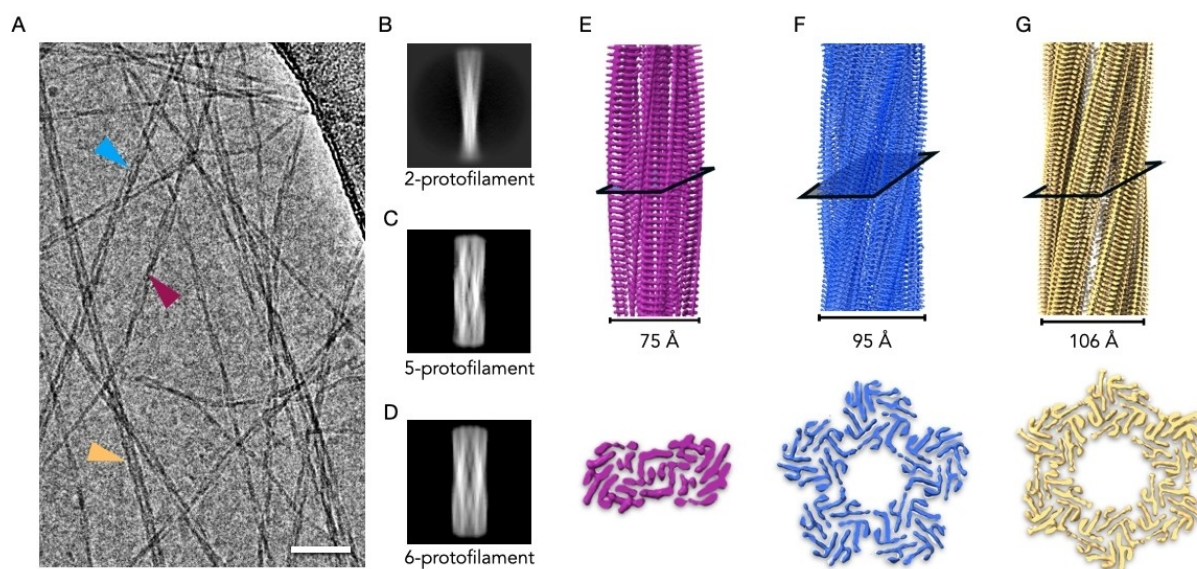 A
B
2-protofilament
C
5-protofilament
D
6-protofilament
E
75 Å
F
95 Å
G
106 Å